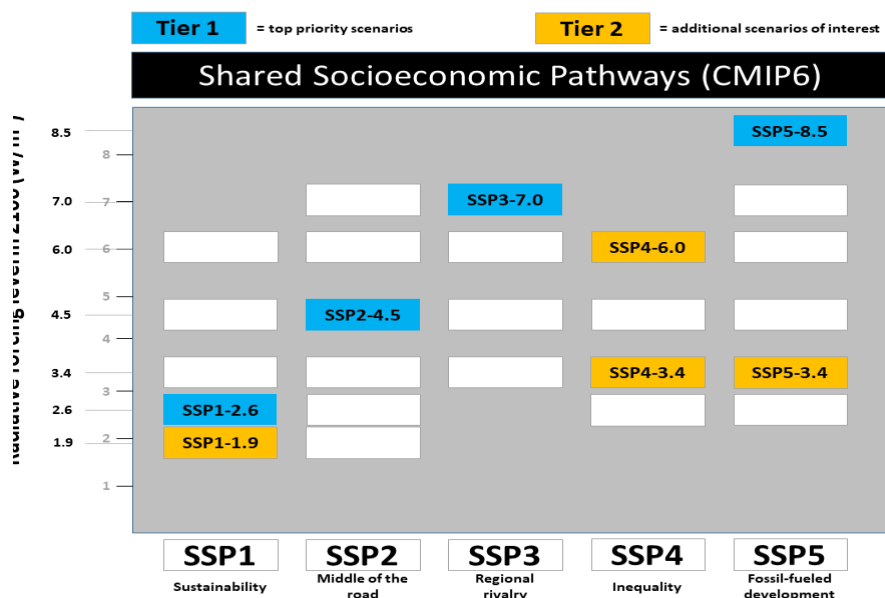 Tier 1 = top priority scenarios Tier 2 = additional scenarios of interest
Shared Socioeconomic Pathways (CMIP6)
8.5
SSP5-8.5
8
7.0
7
SSP3-7.0
6.0
6
SSP4-6.0
5
4.5
SSP2-4.5
4
3.4
SSP4-3.4
SSP5-3.4
3
2.6
SSP1-2.6
2
1.9
SSP1-1.9
1
SSP1 SSP2 SSP3 SSP4 SSP5
Sustainability
Middle of the
road
Regional
rivalry
Inequality
Fossil-fueled
development